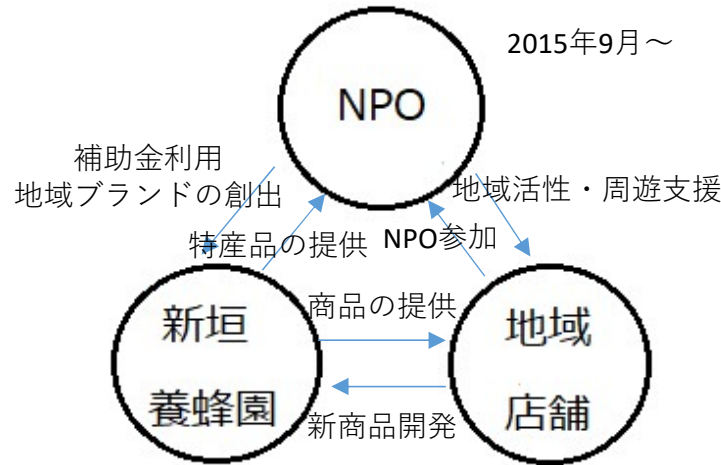 2015年9月～
NPO
補助金利用
地域ブランドの創出
地域活性・周遊支援
特産品の提供
NPO参加
新垣
養蜂園
商品の提供
新商品開発
地域
店舗